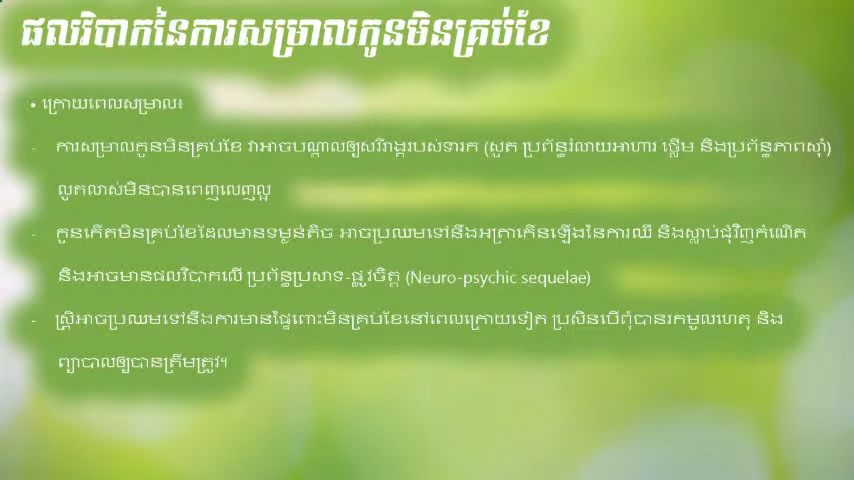 ផលវិបាកនៃការសម្រាលកូនមិនគ្រប់ខែ
• ក្រោយពេលសម្រាល៖
- ការសម្រាលកូនមិនគ្រប់ខែ វាអាចបណ្តាលឲ្យសរីរាង្គរបស់ទារក (សួត ប្រព័ន្ធរំលាយអាហារ ថ្លើម និងប្រព័ន្ធភាពស៊ាំ)
លូតលាស់មិនបានពេញលេញល្អ
- កូនកើតមិនគ្រប់ខែដែលមានទម្ងន់តិច អាចប្រឈមទៅនឹងអត្រាកើនឡើងនៃការឈឺ និងស្លាប់ជុំវិញកំណើត
និងអាចមានផលវិបាកលើ ប្រព័ន្ធប្រសាទ-ផ្លូវចិត្ត (Neuro-psychic sequelae)
- ស្ត្រីអាចប្រឈមទៅនឹងការមានផ្ទៃពោះមិនគ្រប់ខែនៅពេលក្រោយទៀត ប្រសិនបើពុំបានរកមូលហេតុ និង
ព្យាបាលឲ្យបានត្រឹមត្រូវ។